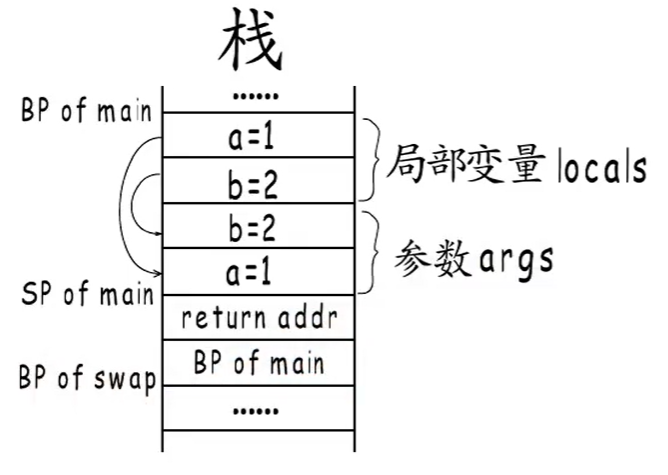 栈
......
BP of main
a=1
b=2
局部变量 locals
b=2
a=1
参数 args
SP of main
return addr
BP of main
BP of swap
......